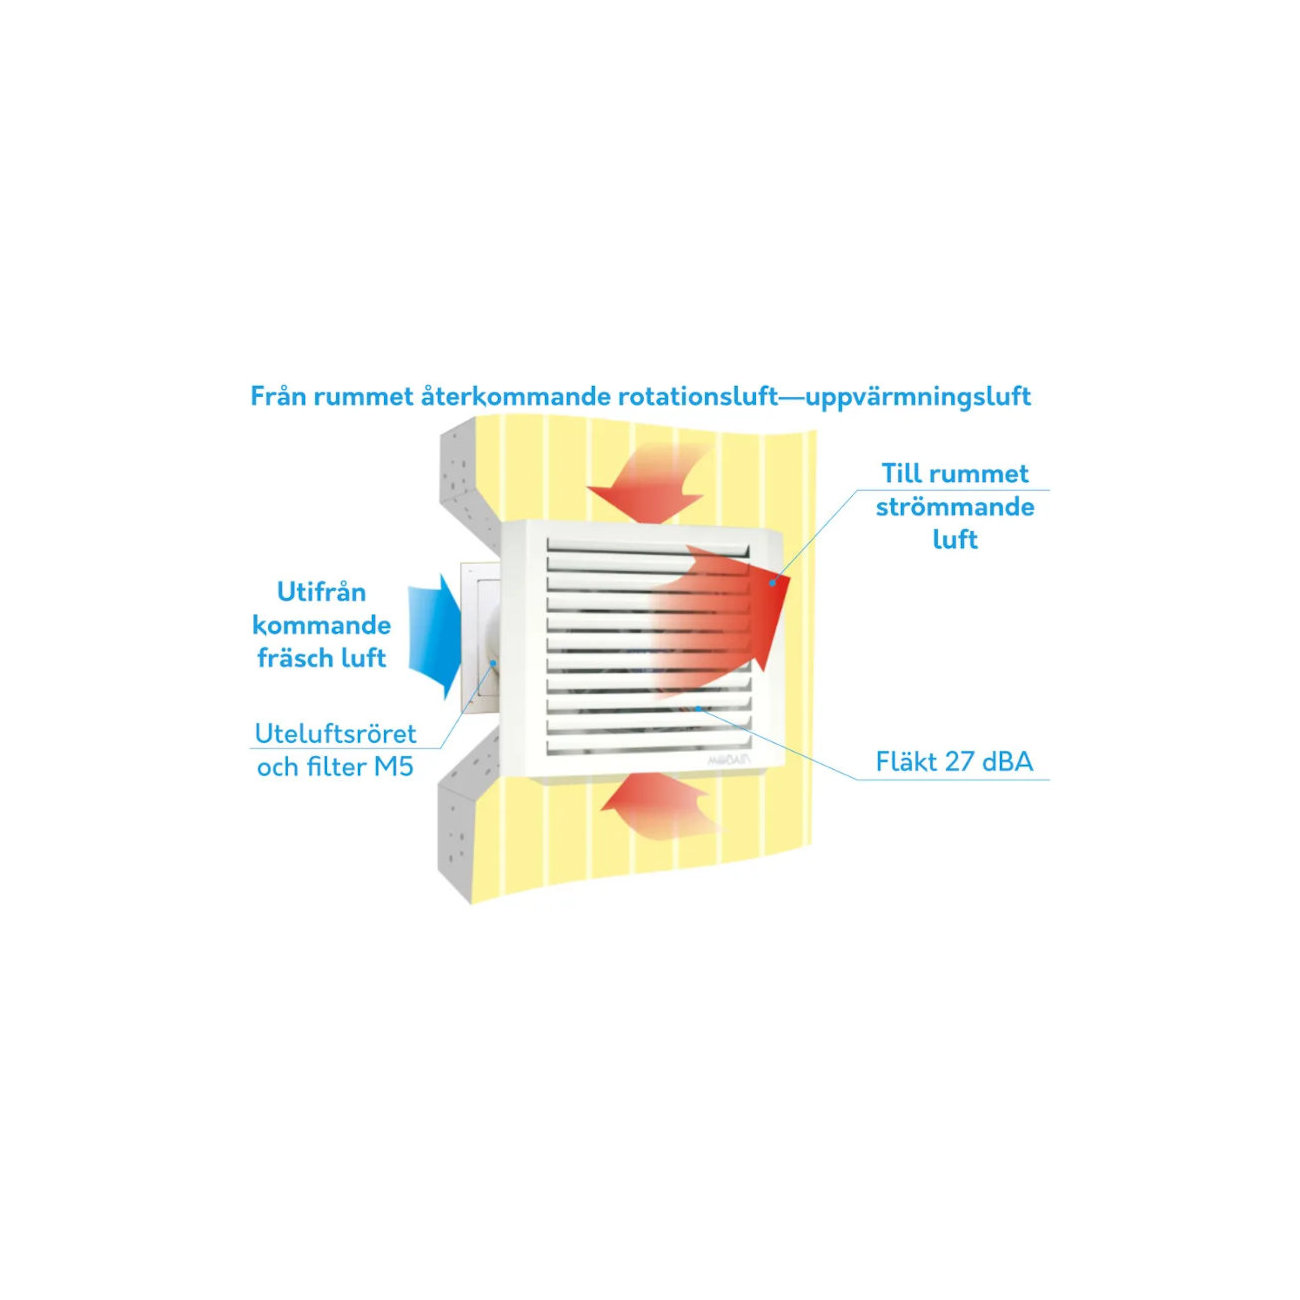 Från rummet återkommande rotationsluft—uppvärmningsluft
Till rummet
strömmande
luft
Utifrån
kommande
fräsch luft
Uteluftsröret
och filter M5
Fläkt 27 dBA